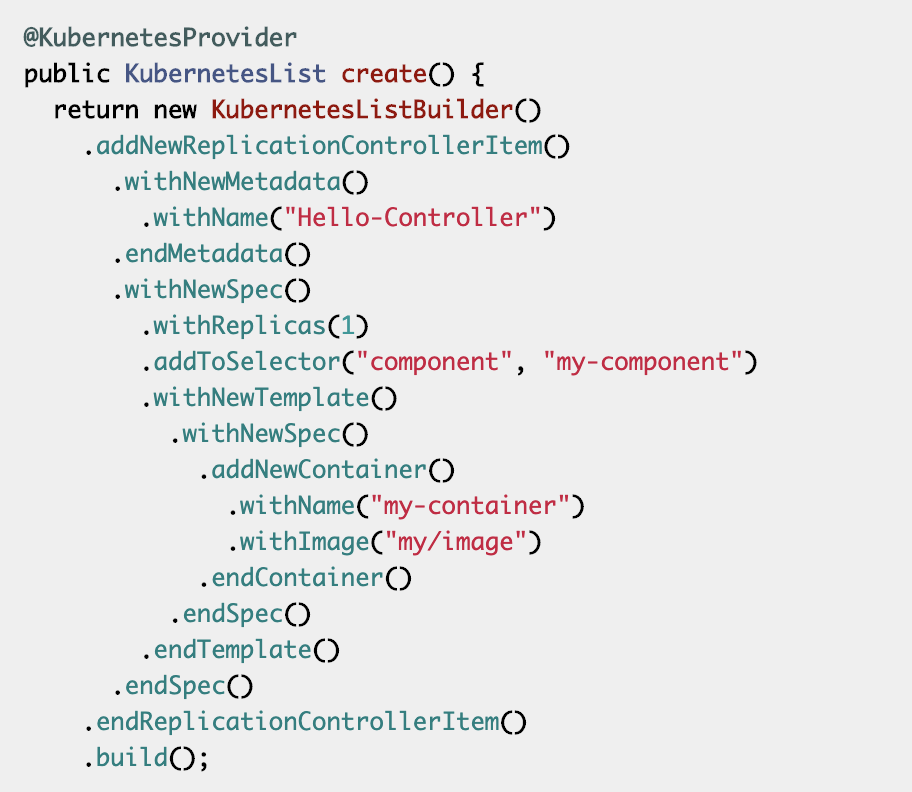 @KubernetesProvider
public KubernetesList create() {
  return new KubernetesListBuilder()
    .addNewReplicationControllerItem()
      .withNewMetadata()
        .withName("Hello-Controller")
      .endMetadata()
      .withNewSpec()
        .withReplicas(1)
        .addToSelector("component", "my-component")
        .withNewTemplate()
          .withNewSpec()
            .addNewContainer()
              .withName("my-container")
              .withImage("my/image")
            .endContainer()
          .endSpec()
        .endTemplate()
      .endSpec()
    .endReplicationControllerItem()
    .build();